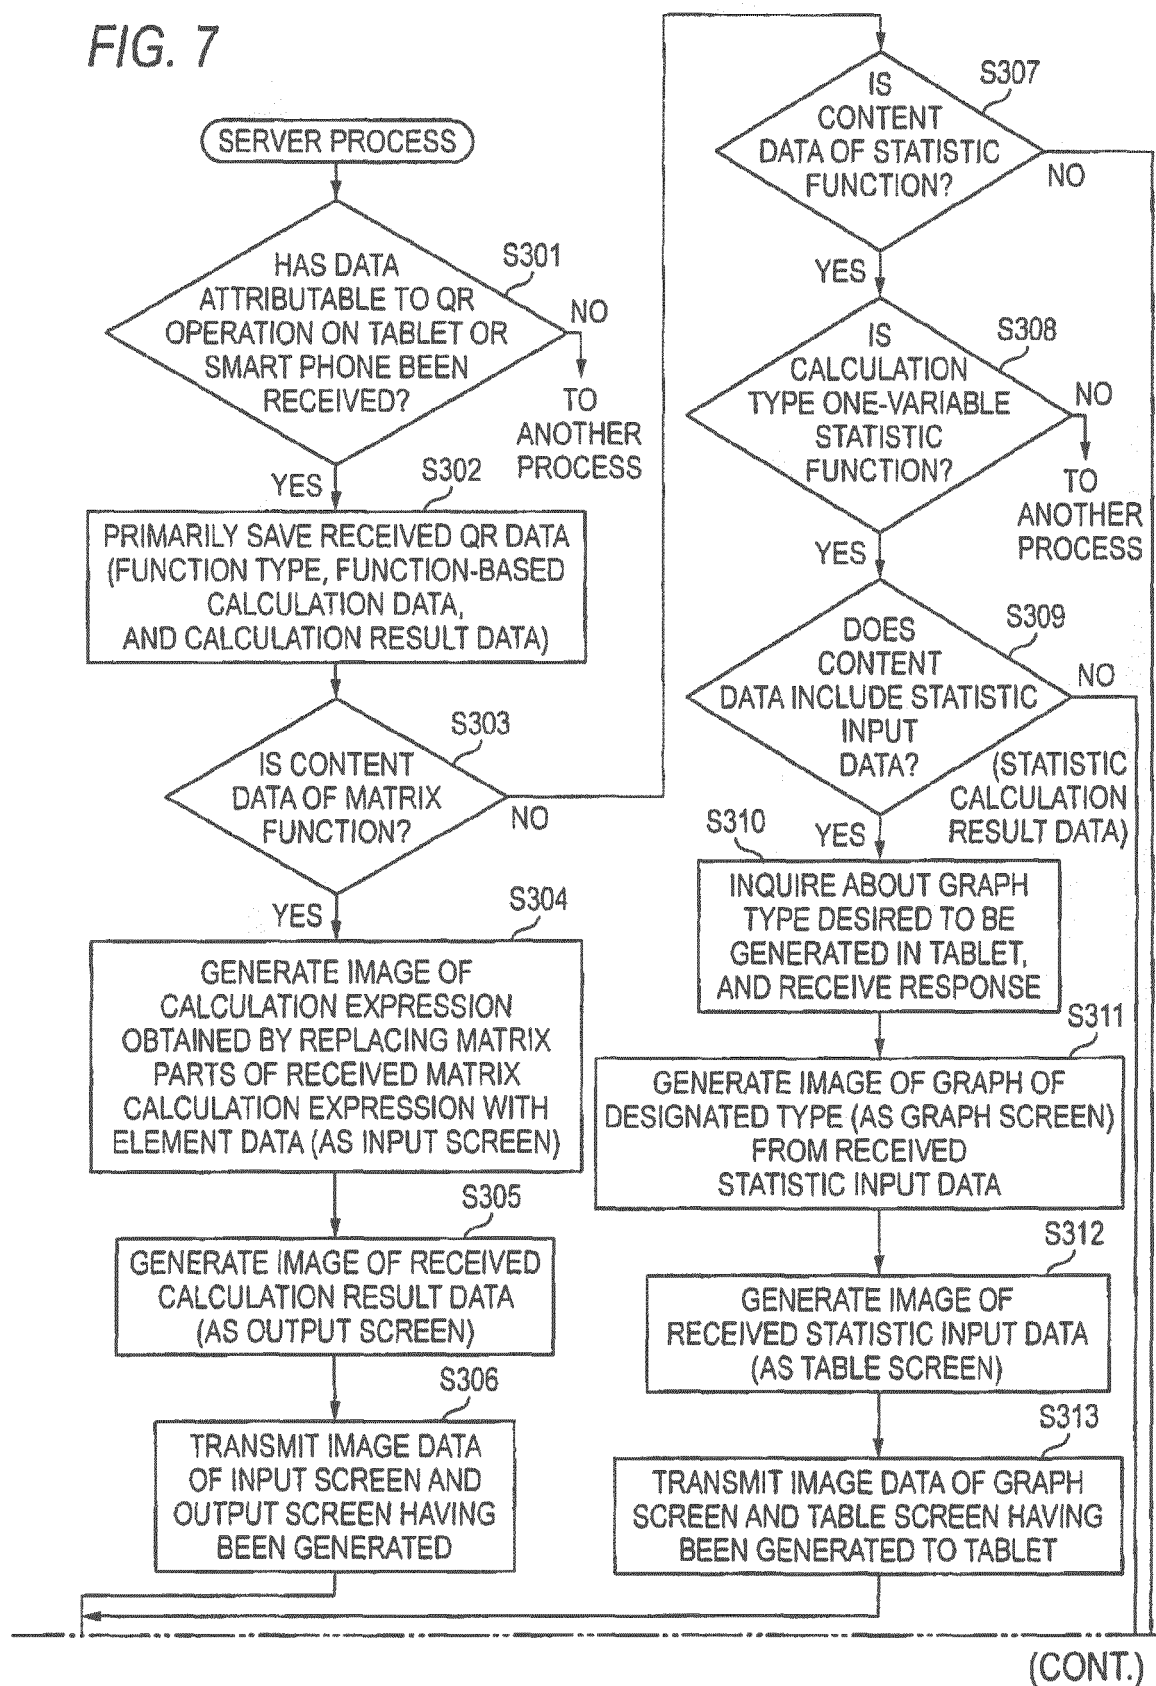 FIG. 7
SERVER PROCESS
S301
HAS DATA
ATTRIBUTABLE TO QR
OPERATION ON TABLET OR
SMART PHONE BEEN
RECEIVED?
NO
TO
ANOTHER
PROCESS
YES
S302
PRIMARILY SAVE RECEIVED QR DATA
(FUNCTION TYPE, FUNCTION-BASED
CALCULATION DATA,
AND CALCULATION RESULT DATA)
S303
IS CONTENT
DATA OF MATRIX
FUNCTION?
NO
YES
S304
GENERATE IMAGE OF
CALCULATION EXPRESSION
OBTAINED BY REPLACING MATRIX
PARTS OF RECEIVED MATRIX
CALCULATION EXPRESSION WITH
ELEMENT DATA (AS INPUT SCREEN)
S305
GENERATE IMAGE OF RECEIVED
CALCULATION RESULT DATA
(AS OUTPUT SCREEN)
S306
TRANSMIT IMAGE DATA
OF INPUT SCREEN AND
OUTPUT SCREEN HAVING
BEEN GENERATED
S307
IS
CONTENT
DATA OF STATISTIC
FUNCTION?
NO
YES
S308
IS
CALCULATION
TYPE ONE-VARIABLE
STATISTIC
FUNCTION?
NO
TO
ANOTHER
PROCESS
YES
S309
DOES
CONTENT
DATA INCLUDE STATISTIC
INPUT
DATA?
NO
(STATISTIC
CALCULATION
RESULT DATA)
YES
S310
INQUIRE ABOUT GRAPH
TYPE DESIRED TO BE
GENERATED IN TABLET,
AND RECEIVE RESPONSE
S311
GENERATE IMAGE OF GRAPH OF
DESIGNATED TYPE (AS GRAPH SCREEN)
FROM RECEIVED
STATISTIC INPUT DATA
S312
GENERATE IMAGE OF
RECEIVED STATISTIC INPUT DATA
(AS TABLE SCREEN)
S313
TRANSMIT IMAGE DATA OF GRAPH
SCREEN AND TABLE SCREEN HAVING
BEEN GENERATED TO TABLET
(CONT.)